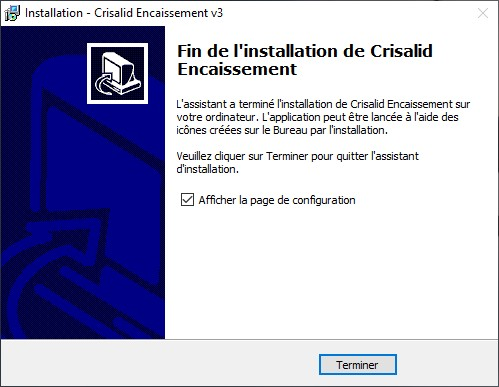 Installation - Crisalid Encaissement v3
Fin de l'installation de Crisalid
Encaissement
L'assistant a terminé l'installation de Crisalid Encaissement sur
votre ordinateur. L'application peut être lancée à l'aide des
icônes créées sur le Bureau par l'installation.
Veuillez cliquer sur Terminer pour quitter l'assistant
d'installation.
Afficher la page de configuration
Terminer